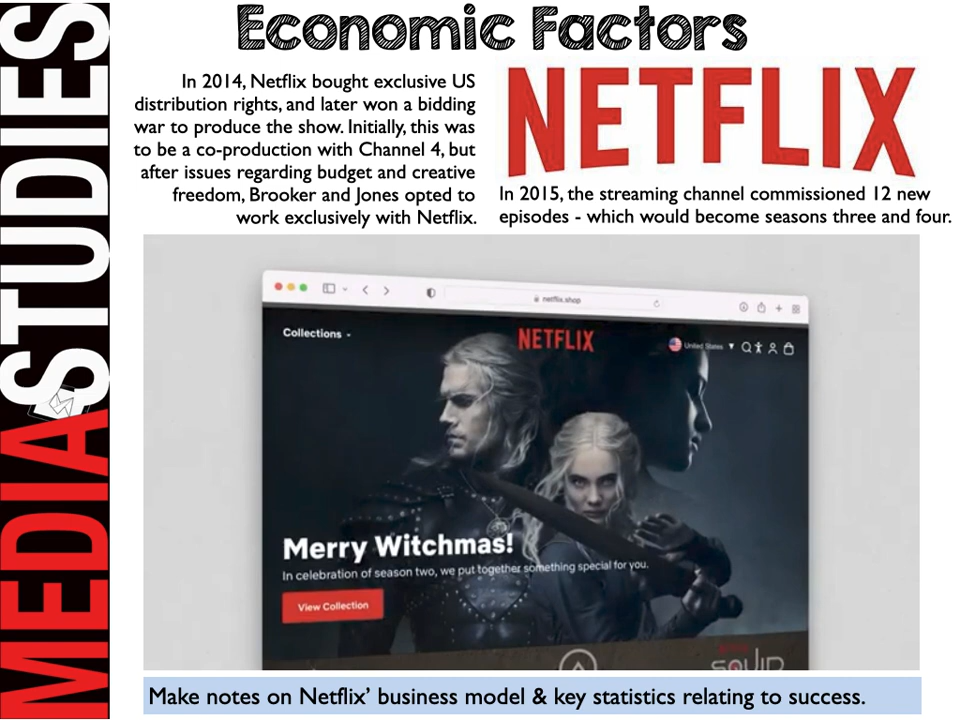 MEDIASTUDIES
Economic Factors
In 2014, Netflix bought exclusive US
distribution rights, and later won a bidding
war to produce the show. Initially, this was
to be a co-production with Channel 4, but
after issues regarding budget and creative
freedom, Brooker and Jones opted to
work exclusively with Netflix.
NETFLIX
In 2015, the streaming channel commissioned 12 new
episodes - which would become seasons three and four.
netflix.shop
Collections
NETFLIX
United States
Merry Witchmas!
In celebration of season two, we put together something special for you.
View Collection
SQUID
Make notes on Netflix’ business model & key statistics relating to success.